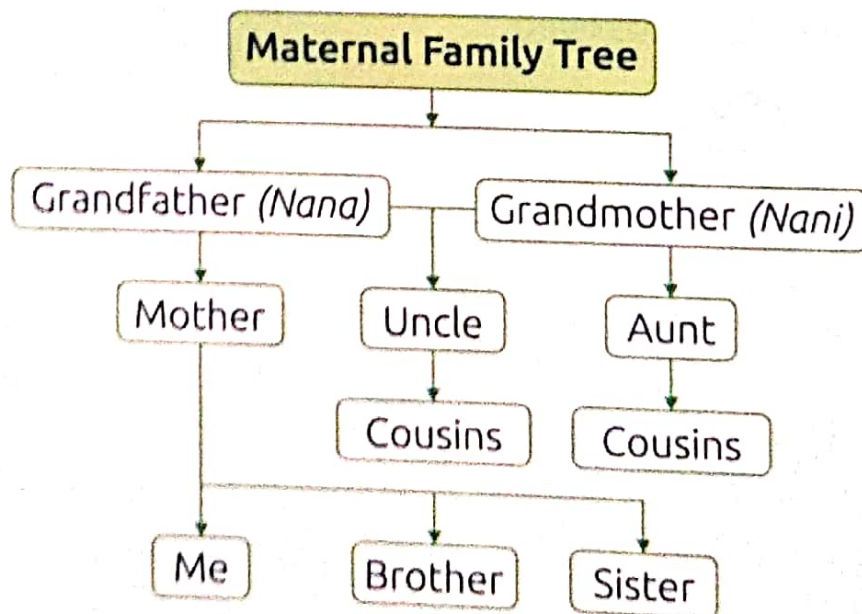 Maternal Family Tree
Grandfather (Nana)
Grandmother (Nani)
Mother
Uncle
Aunt
Cousins
Cousins
Me
Brother
Sister